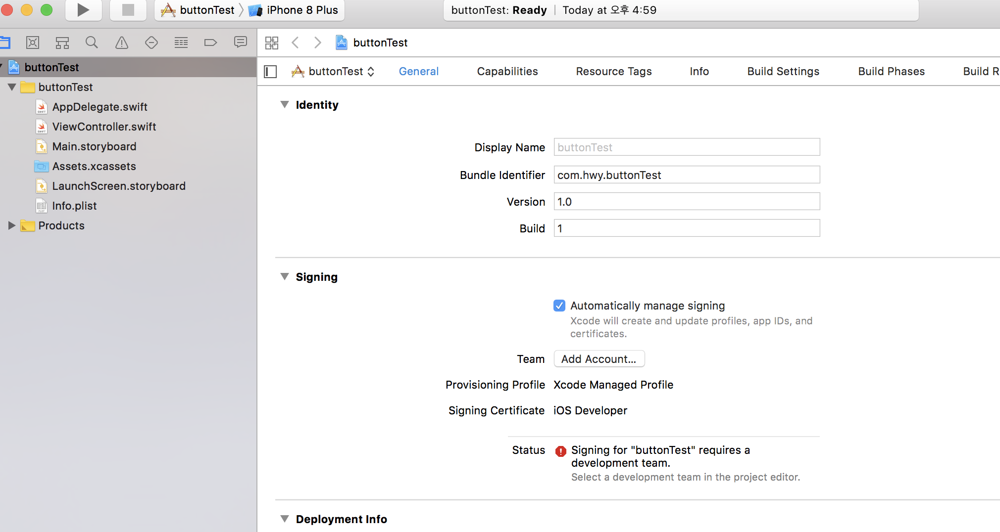 buttonTest 〉 iPhone 8 Plus
buttonTest: Ready | Today at 오후 4:59
buttonTest
buttonTest
buttonTest
AppDelegate.swift
ViewController.swift
Main.storyboard
Assets.xcassets
LaunchScreen.storyboard
Info.plist
Products
buttonTest
General
Capabilities
Resource Tags
Info
Build Settings
Build Phases
Build R
Identity
Display Name buttonTest
Bundle Identifier com.hwy.buttonTest
Version 1.0
Build 1
Signing
Automatically manage signing
Xcode will create and update profiles, app IDs, and
certificates.
Team Add Account...
Provisioning Profile Xcode Managed Profile
Signing Certificate iOS Developer
Status Signing for "buttonTest" requires a
development team.
Select a development team in the project editor.
Deployment Info